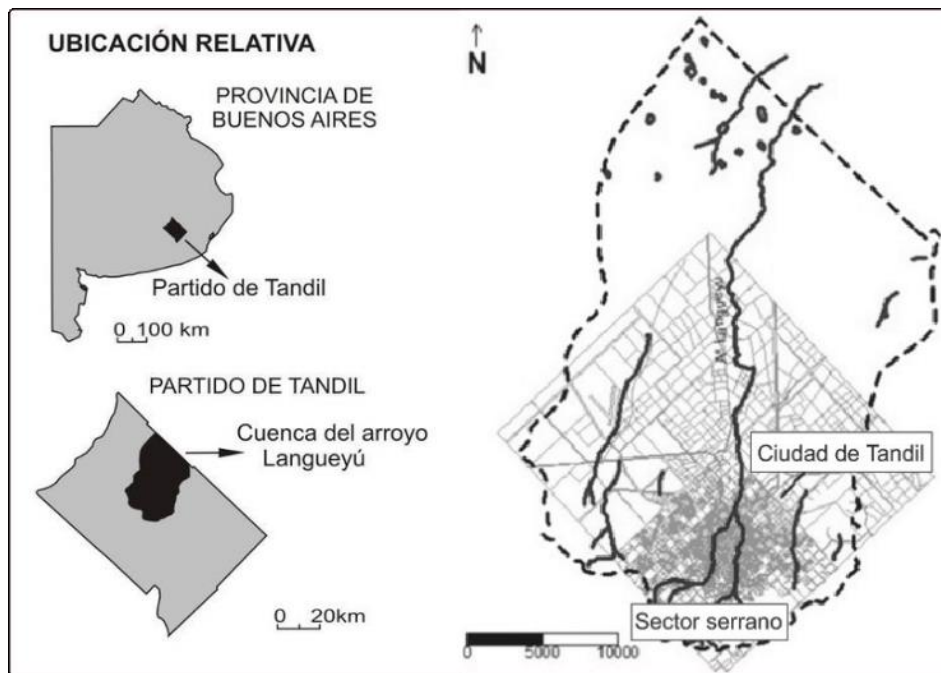 UBICACIÓN RELATIVA
PROVINCIA DE
BUENOS AIRES
Partido de Tandil
0 100 km
PARTIDO DE TANDIL
Cuenca del arroyo
Langueyú
0 20km
N
Ciudad de Tandil
Sector serrano
0 5000 10000